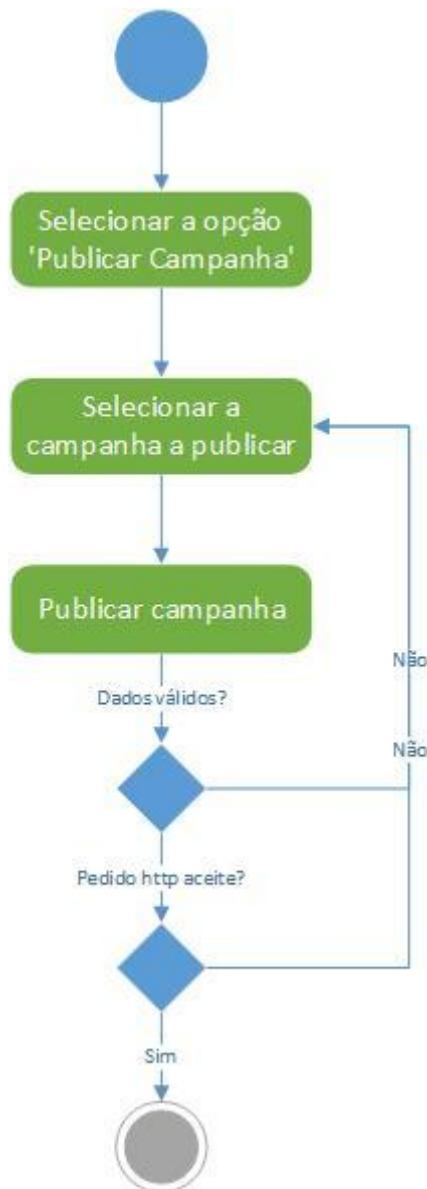 Selecionar a opção
'Publicar Campanha'
Selecionar a
campanha a publicar
Publicar campanha
Não
Dados válidos?
Não
Pedido http aceite?
Sim